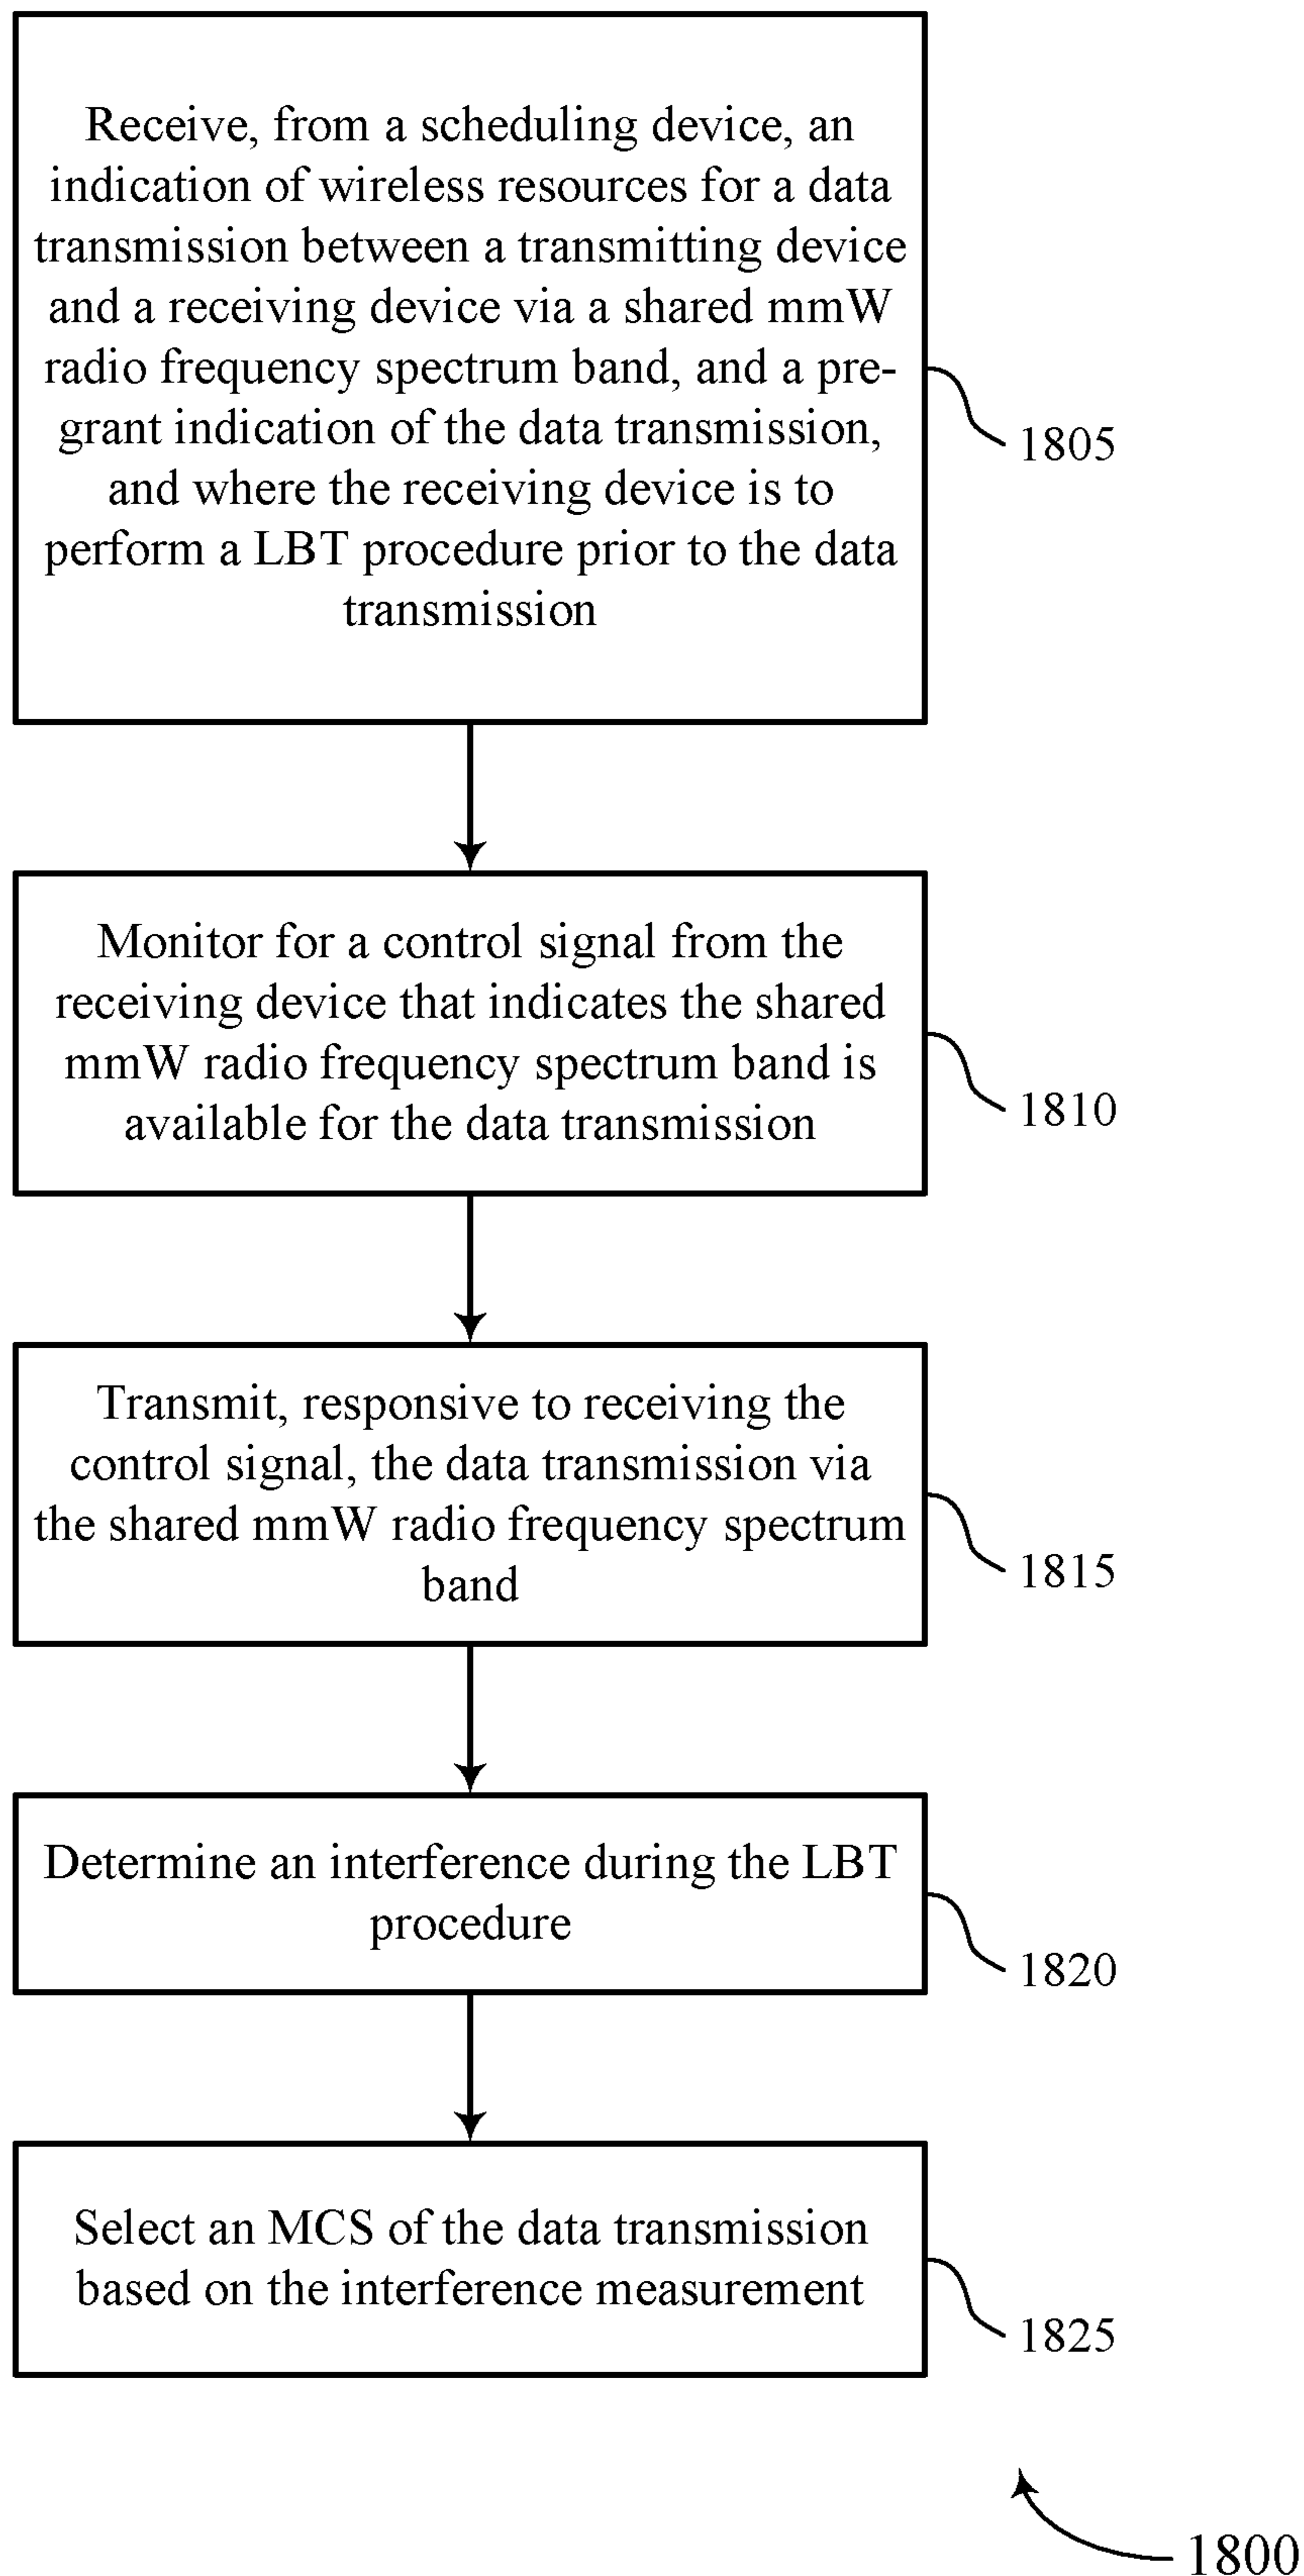 Receive, from a scheduling device, an
indication of wireless resources for a data
transmission between a transmitting device
and a receiving device via a shared mmW
radio frequency spectrum band, and a pre-
grant indication of the data transmission,
and where the receiving device is to
perform a LBT procedure prior to the data
transmission
1805
Monitor for a control signal from the
receiving device that indicates the shared
mmW radio frequency spectrum band is
available for the data transmission
1810
Transmit, responsive to receiving the
control signal, the data transmission via
the shared mmW radio frequency spectrum
band
1815
Determine an interference during the LBT
procedure
1820
Select an MCS of the data transmission
based on the interference measurement
1825
1800